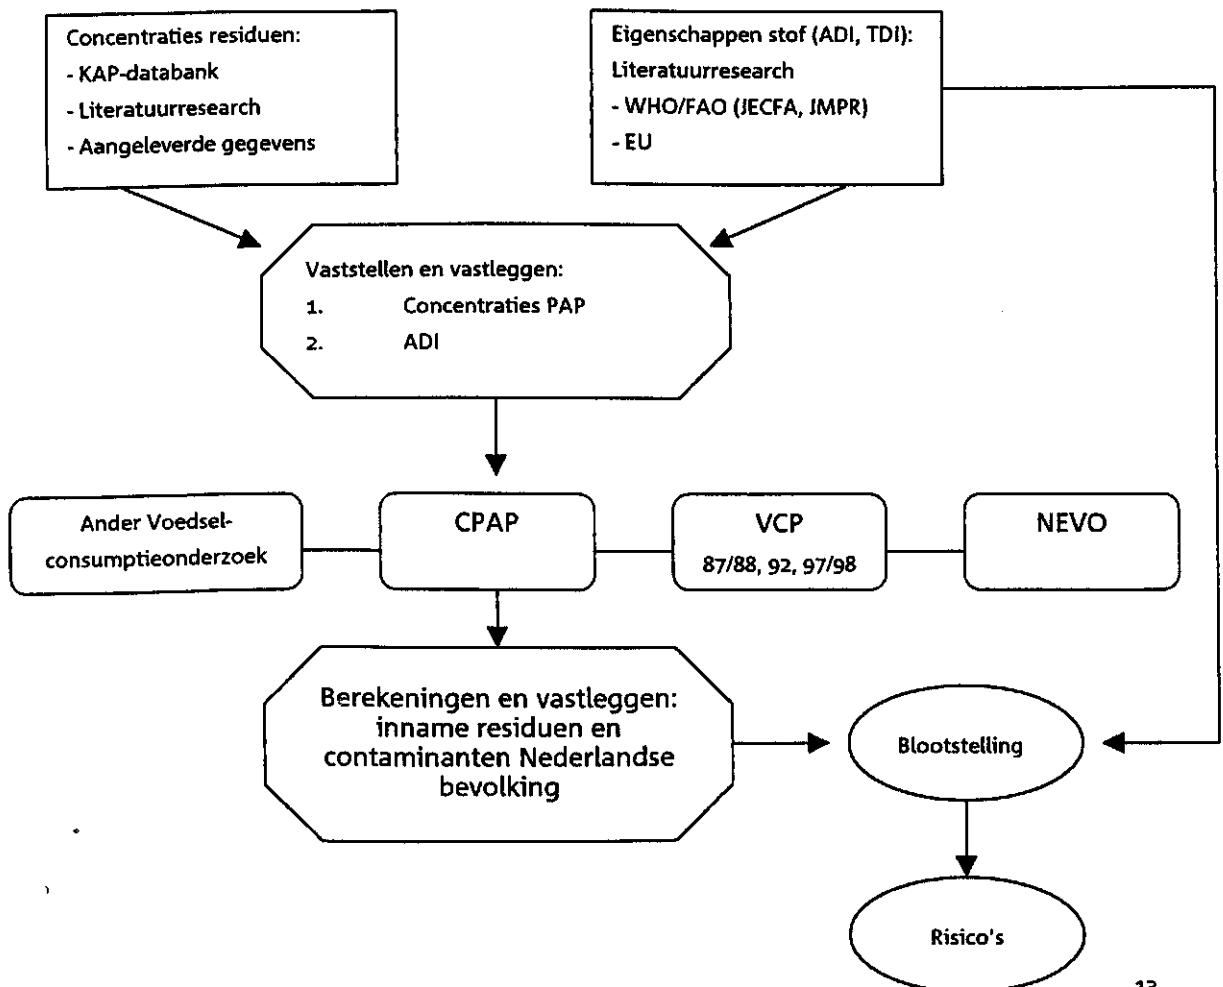 Concentraties residuen:
- KAP-databank
- Literatuurresearch
- Aangeleverde gegevens
Eigenschappen stof (ADI, TDI):
Literatuurresearch
- WHO/FAO (JECFA, JMPR)
- EU
Vaststellen en vastleggen:
1. Concentraties PAP
2. ADI
Ander Voedsel-
consumptieonderzoek
CPAP
VCP
87/88, 92, 97/98
NEVO
Berekeningen en vastleggen:
inname residuen en
contaminanten Nederlandse
bevolking
Blootstelling
Risico's